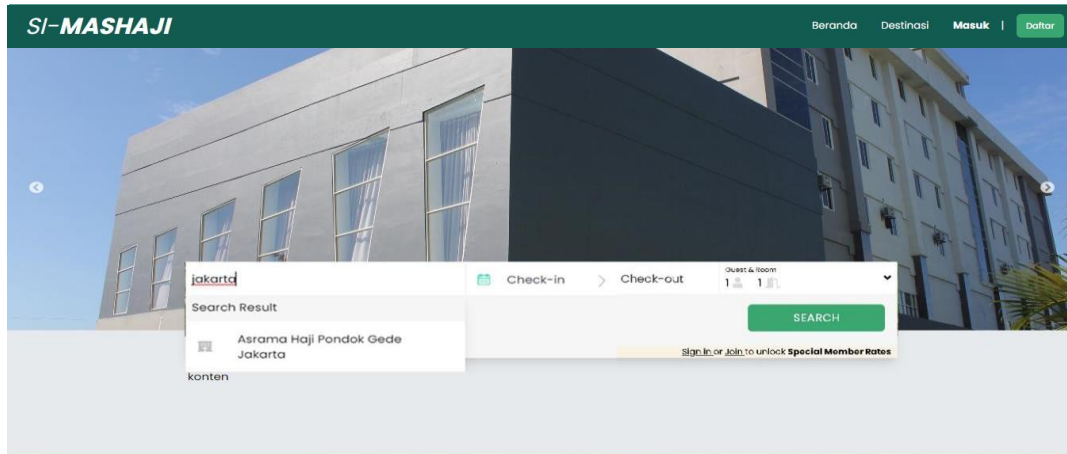 SI-MASHAJI
Beranda Destinasi Masuk | Daftar
jakarta
Check-in
Check-out
Guest & Room
1 1
Search Result
SEARCH
Asrama Haji Pondok Gede
Jakarta
Sign in or Join to unlock Special Member Rates
konten